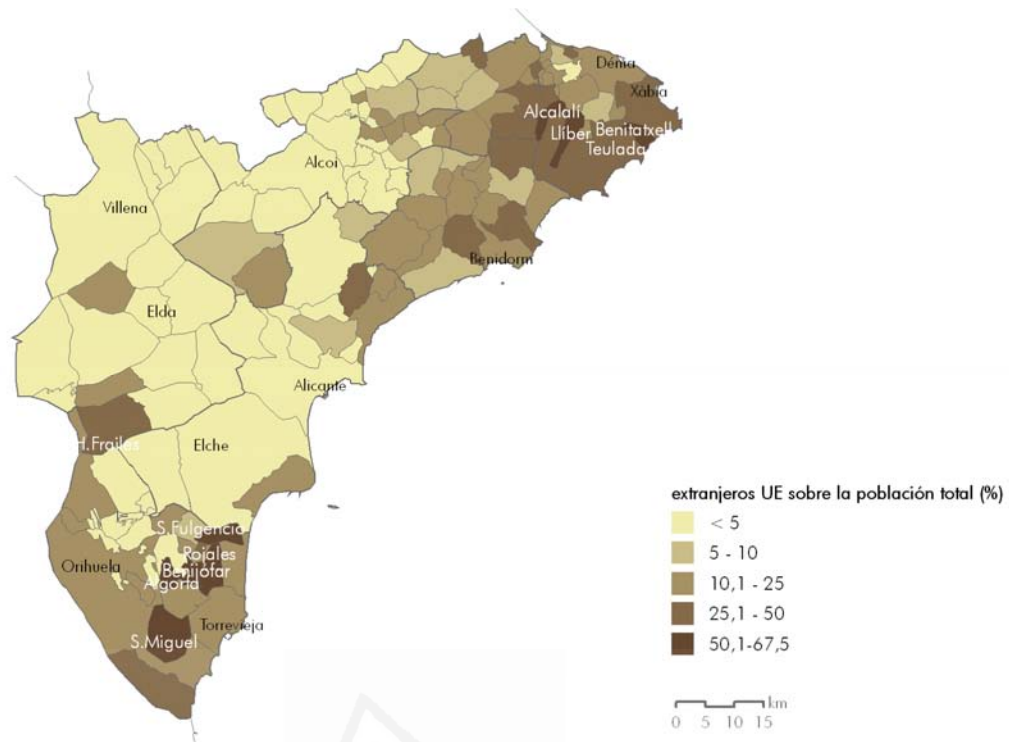 Dénia
Xàbia
Alcalalí
Llíber
Benitatxell
Teulada
Alcoi
Villena
Benidorm
Elda
Alicante
H.Frailes
Elche
S.Fulgencio
Rojales
Orihuela
Benijófar
Algorfa
Torrevieja
S.Miguel
extranjeros UE sobre la población total (%)
< 5
5 - 10
10,1 - 25
25,1 - 50
50,1-67,5
km
0 5 10 15